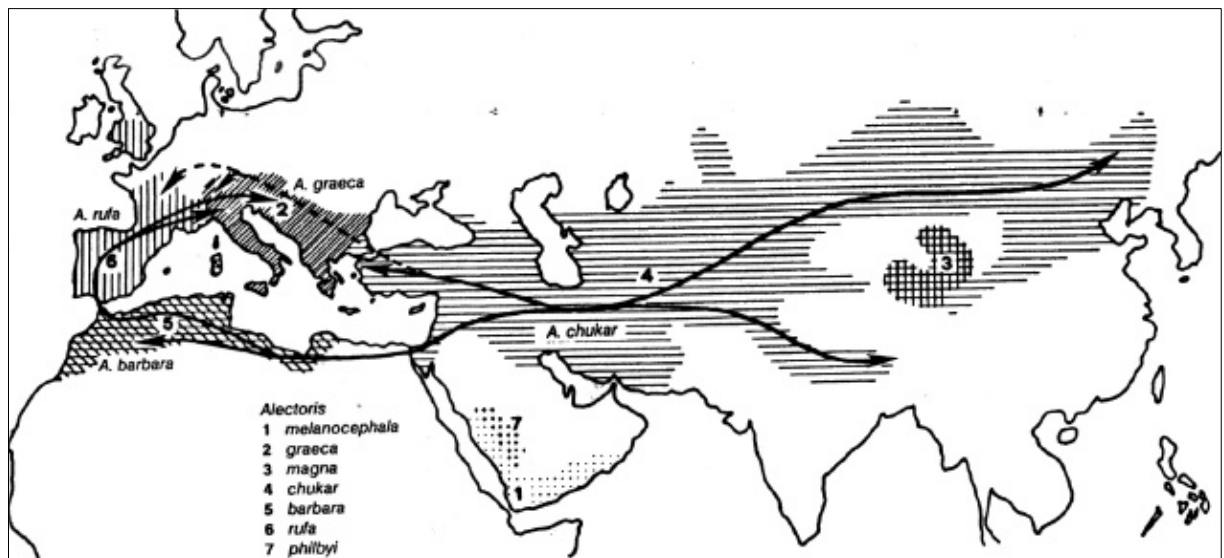 A. graeca
A. rufa
2
6
3
4
5
A. chukar
A. barbara
7
1
Alectoris
1 melanocephala
2 graeca
3 magna
4 chukar
5 barbara
6 rufa
7 philbyi